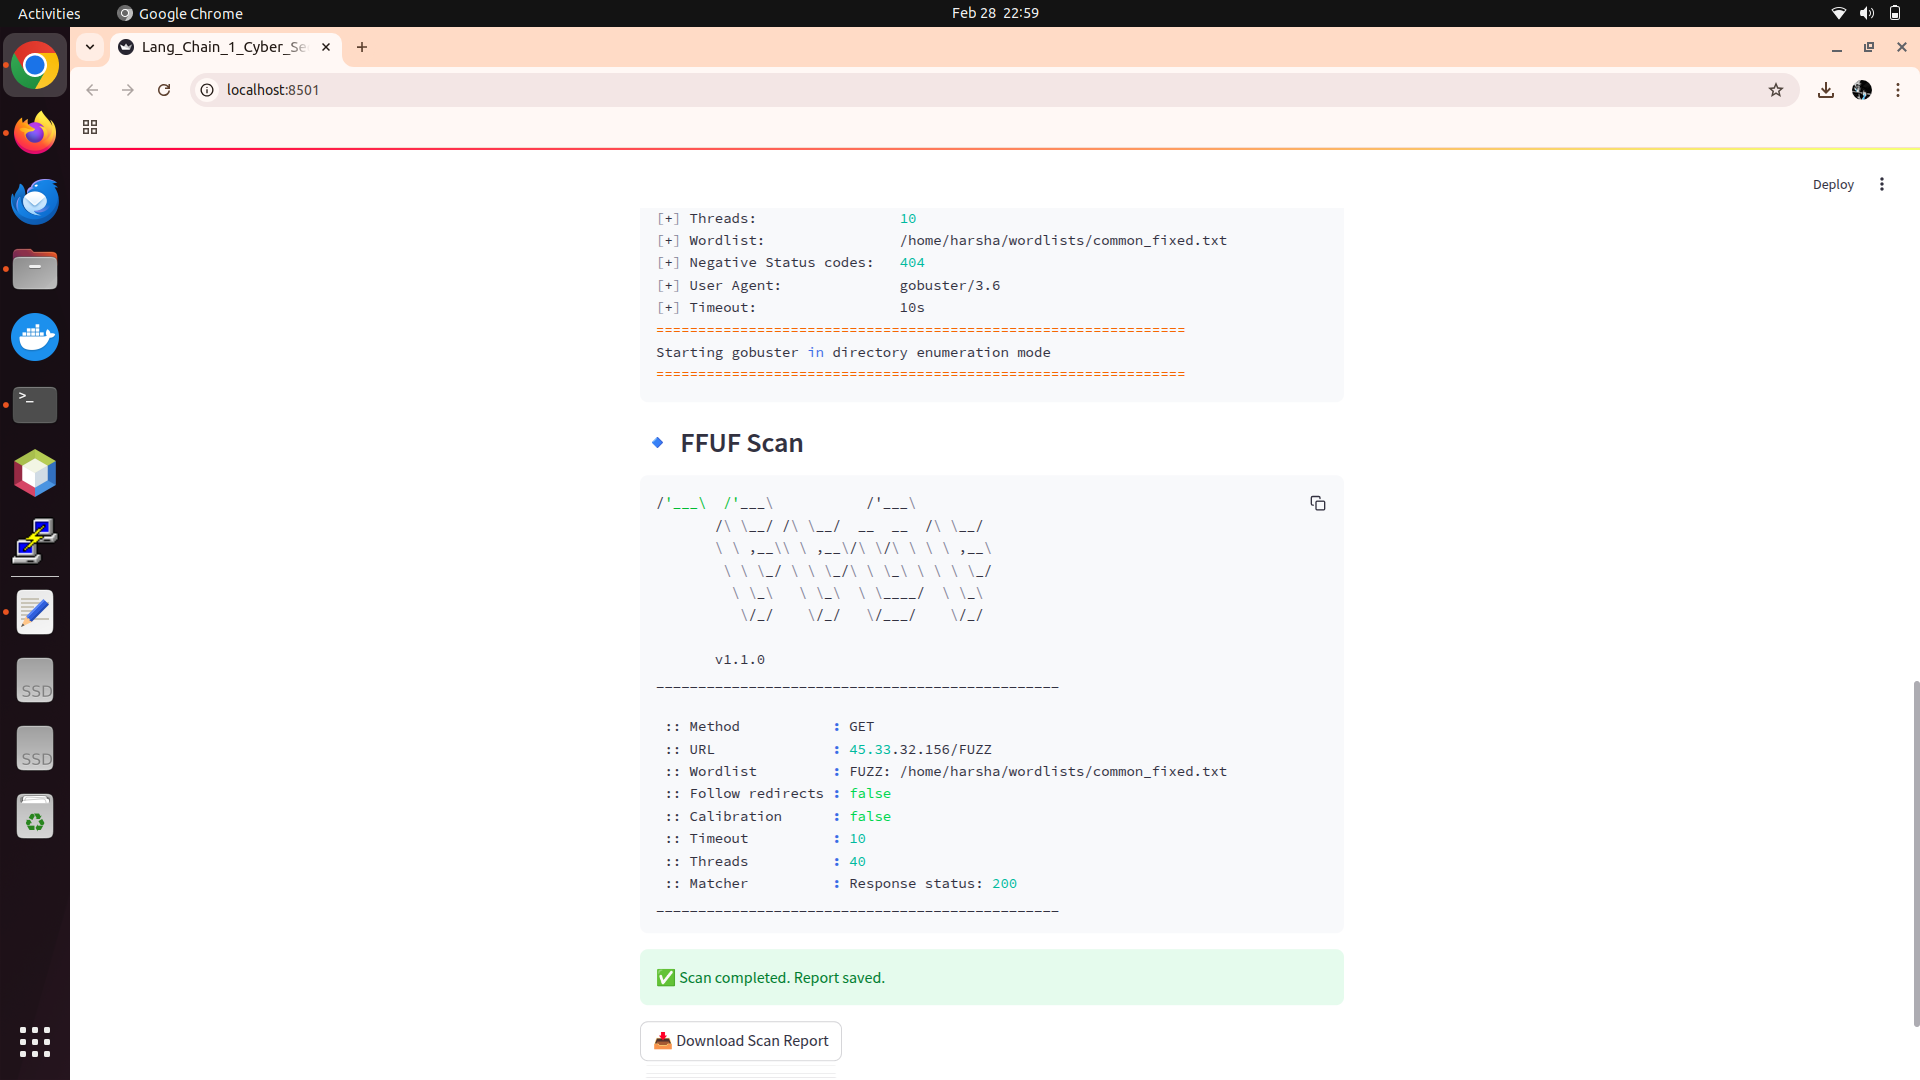 Activities
Google Chrome
Feb 28 22:59
Lang_Chain_1_Cyber_Se
localhost:8501
Deploy
[+] Threads: 10
[+] Wordlist: /home/harsha/wordlists/common_fixed.txt
[+] Negative Status codes: 404
[+] User Agent: gobuster/3.6
[+] Timeout: 10s
===============================================================
Starting gobuster in directory enumeration mode
===============================================================
FFUF Scan
/'___\  /'___\           /'___\
       /\ \__/ /\ \__/  __  __  /\ \__/
       \ \ ,__\\ \ ,__\/\ \/\ \ \ \ ,__\
        \ \ \_/ \ \ \_/\ \ \_\ \ \ \ \_/
         \ \_\   \ \_\  \ \____/  \ \_\
          \/_/    \/_/   \/___/    \/_/
v1.1.0
________________________________________________
:: Method : GET
:: URL : 45.33.32.156/FUZZ
:: Wordlist : FUZZ: /home/harsha/wordlists/common_fixed.txt
:: Follow redirects : false
:: Calibration : false
:: Timeout : 10
:: Threads : 40
:: Matcher : Response status: 200
________________________________________________
✅ Scan completed. Report saved.
📥 Download Scan Report
>_
SSD
SSD